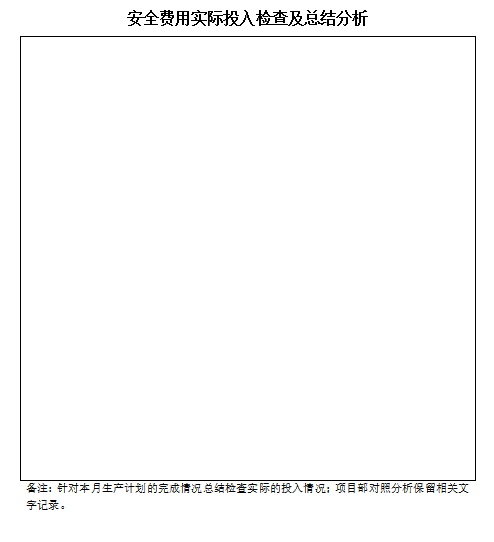 安全费用实际投入检查及总结分析
备注：针对本月生产计划的完成情况总结检查实际的投入情况；项目部对照分析保留相关文
字记录。